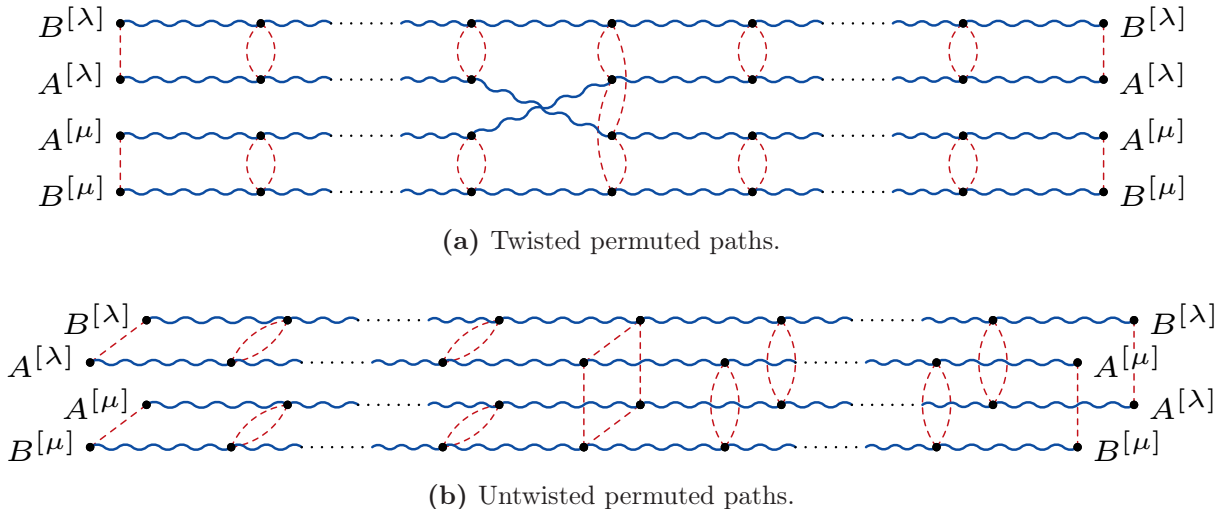 B^[λ] B^[λ]
A^[λ] A^[λ]
A^[μ] A^[μ]
B^[μ] B^[μ]
(a) Twisted permuted paths.
B^[λ] B^[λ]
A^[λ] A^[μ]
A^[μ] A^[λ]
B^[μ] B^[μ]
(b) Untwisted permuted paths.